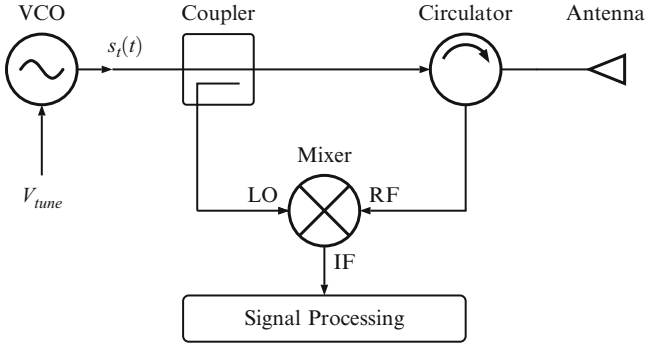 VCO
Coupler
Circulator
Antenna
s_t(t)
V_tune
Mixer
LO
RF
IF
Signal Processing